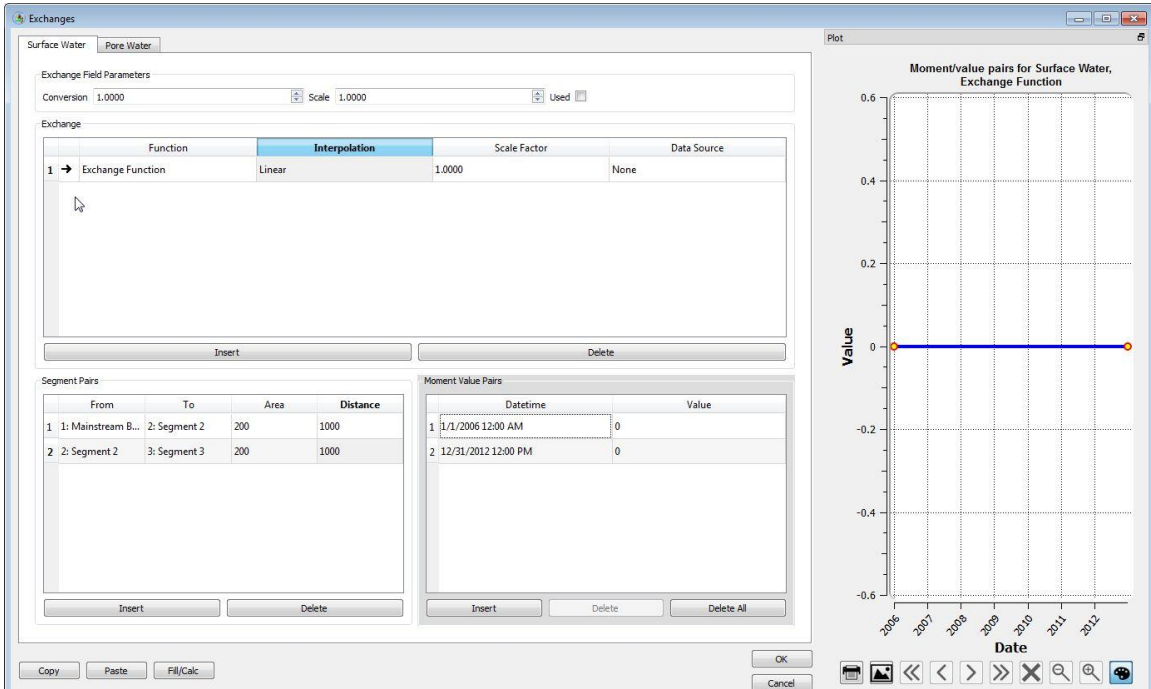 Exchanges
Surface Water Pore Water
Exchange Field Parameters
Conversion 1.0000 Scale 1.0000 Used
Exchange
Function Interpolation Scale Factor Data Source
1 Exchange Function Linear 1.0000 None
Insert Delete
Segment Pairs
From To Area Distance
1 1: Mainstream B... 2: Segment 2 200 1000
2 2: Segment 2 3: Segment 3 200 1000
Insert Delete
Moment Value Pairs
Datetime Value
1 1/1/2006 12:00 AM 0
2 12/31/2012 12:00 PM 0
Insert Delete Delete All
Copy Paste Fill/Calc
OK
Cancel
Plot
Moment/value pairs for Surface Water,
Exchange Function
0.6
0.4
0.2
0
-0.2
-0.4
-0.6
Value
2006 2007 2008 2009 2010 2011 2012
Date